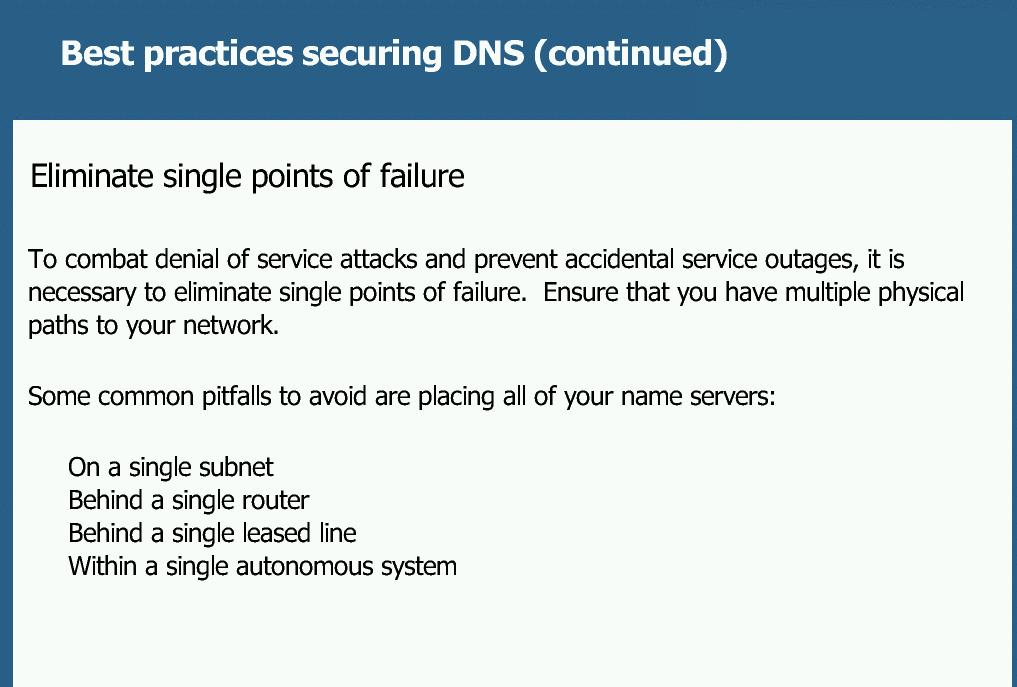 Best practices securing DNS (continued)
Eliminate single points of failure
To combat denial of service attacks and prevent accidental service outages, it is
necessary to eliminate single points of failure.  Ensure that you have multiple physical
paths to your network.
Some common pitfalls to avoid are placing all of your name servers:
On a single subnet
Behind a single router
Behind a single leased line
Within a single autonomous system